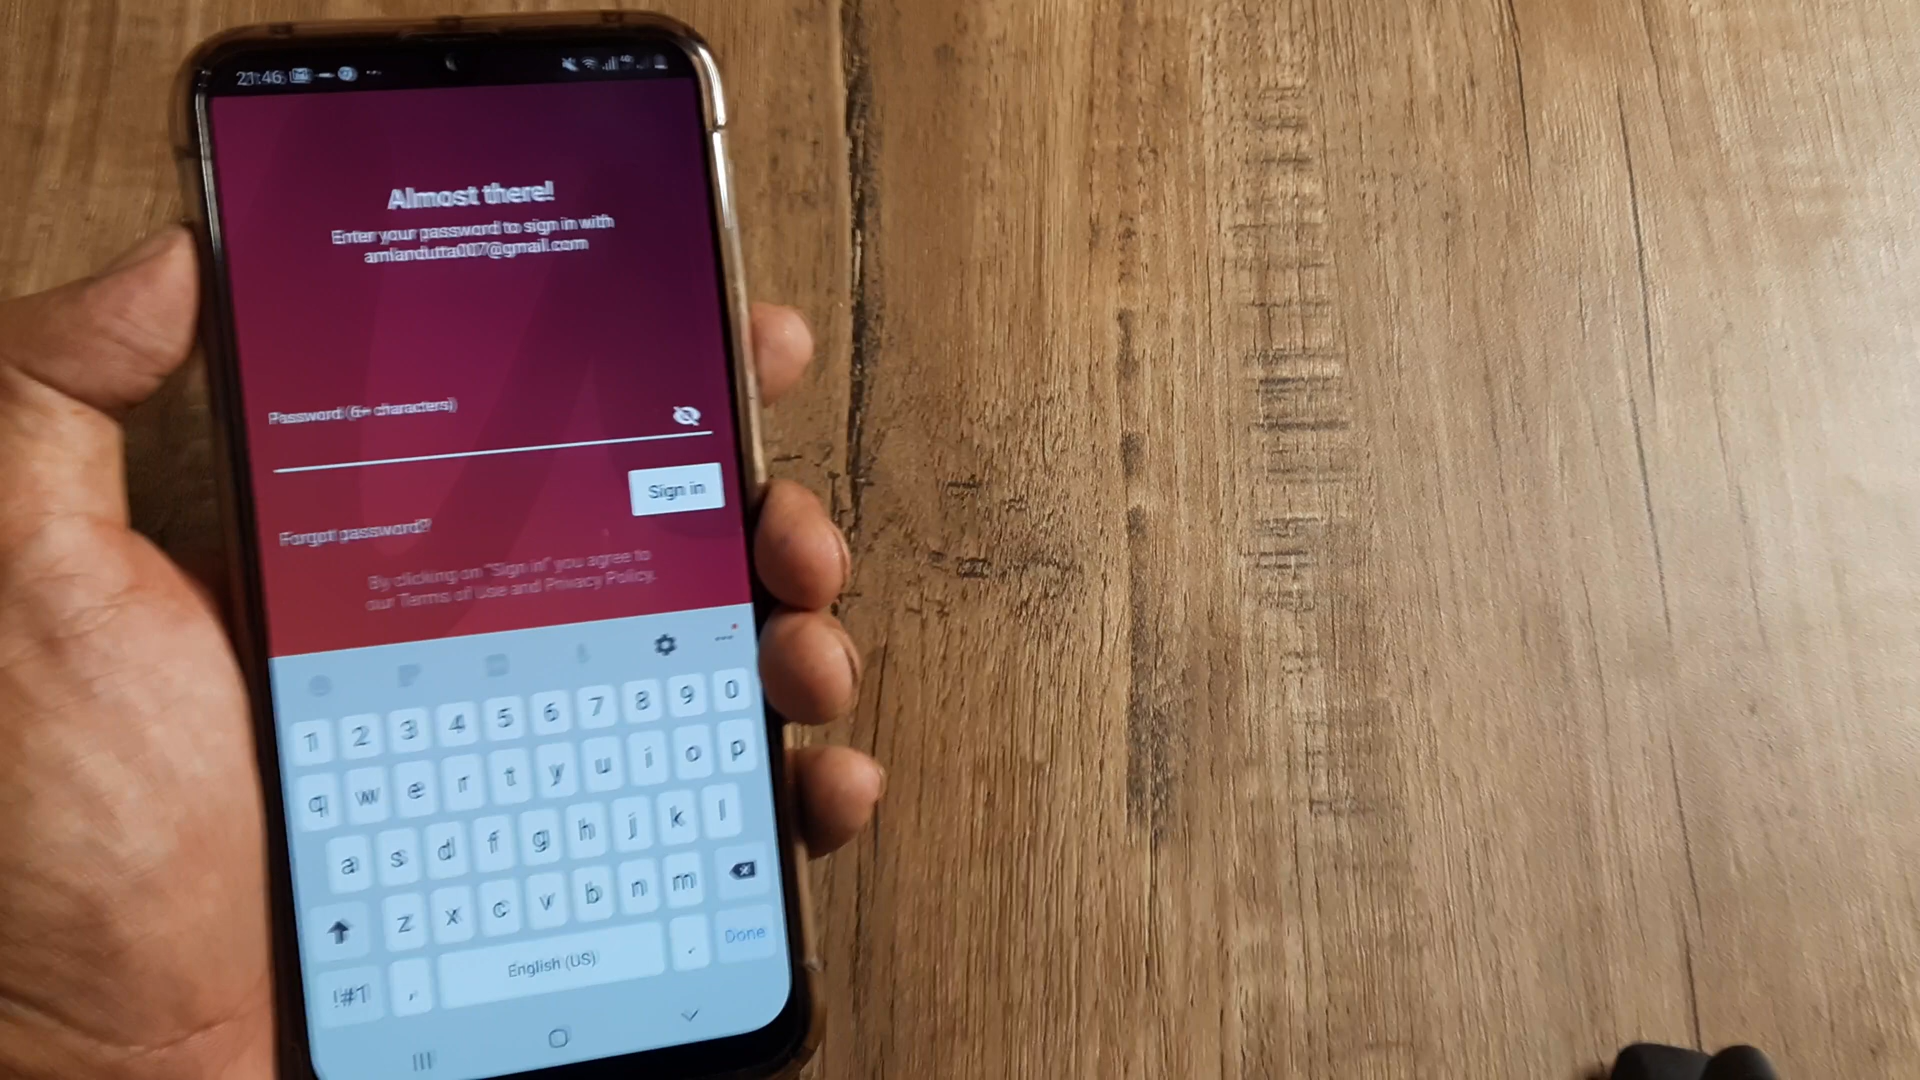 21:46
Almost there!
Enter your password to sign in with
amlandutta007@gmail.com
Password (6+ characters)
Sign in
Forgot password?
By clicking on "Sign in" you agree to
our Terms of Use and Privacy Policy.
1 2 3 4 5 6 7 8 9 0
q w e r t y u i o p
a s d f g h j k l
z x c v b n m
!#1 , English (US) . Done